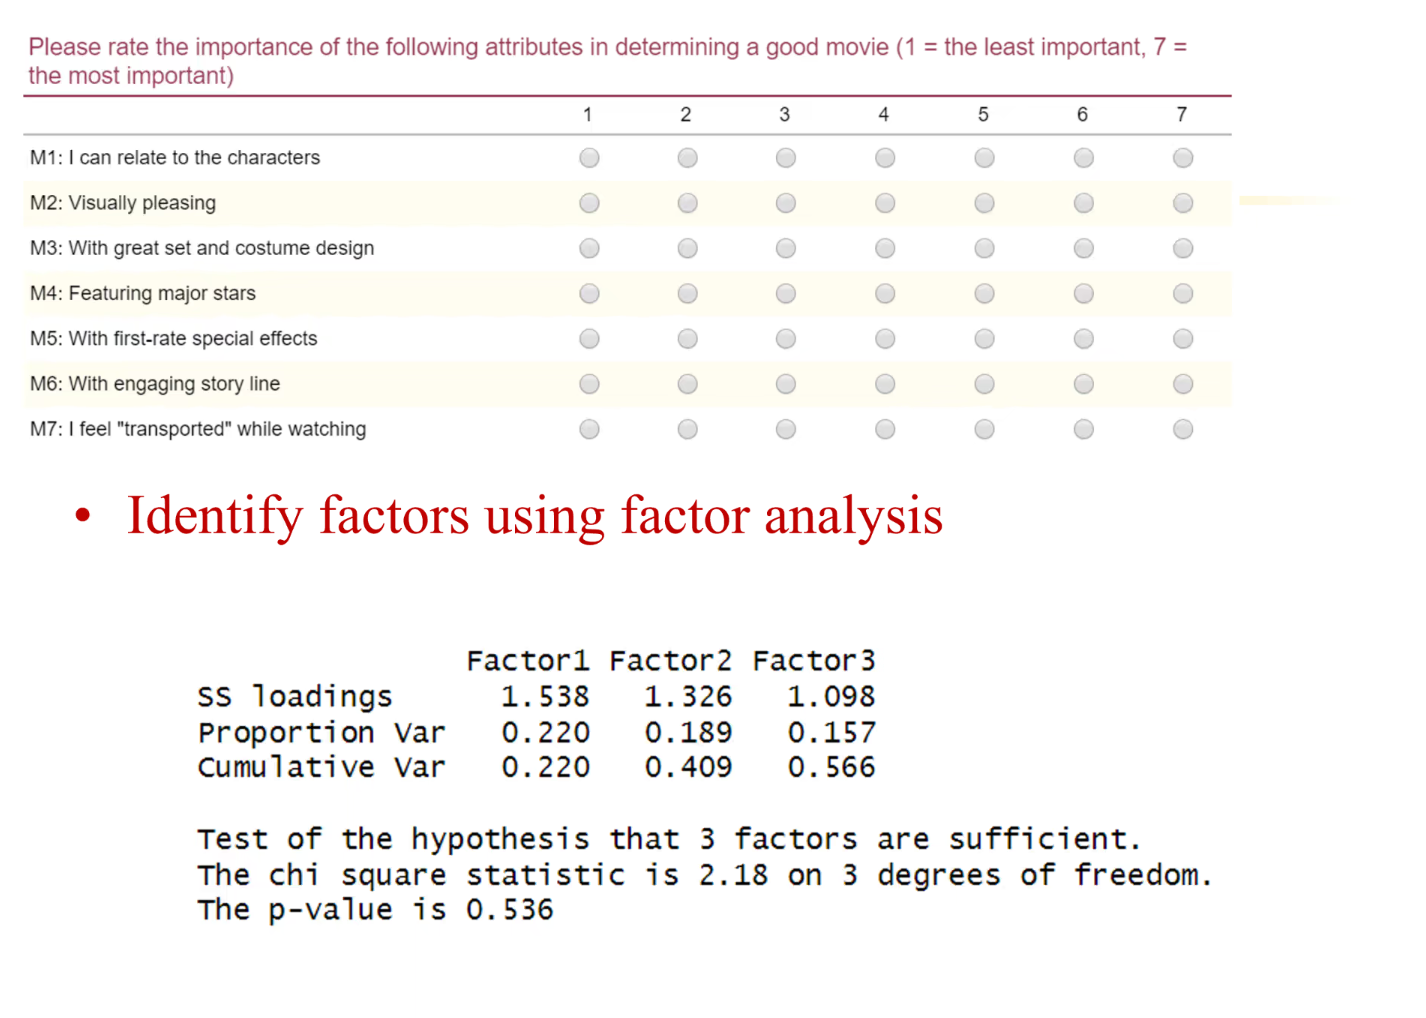 Please rate the importance of the following attributes in determining a good movie (1 = the least important, 7 =
the most important)
1 2 3 4 5 6 7
M1: I can relate to the characters
M2: Visually pleasing
M3: With great set and costume design
M4: Featuring major stars
M5: With first-rate special effects
M6: With engaging story line
M7: I feel "transported" while watching
• Identify factors using factor analysis
Factor1 Factor2 Factor3
SS loadings 1.538 1.326 1.098
Proportion Var 0.220 0.189 0.157
Cumulative Var 0.220 0.409 0.566
Test of the hypothesis that 3 factors are sufficient.
The chi square statistic is 2.18 on 3 degrees of freedom.
The p-value is 0.536